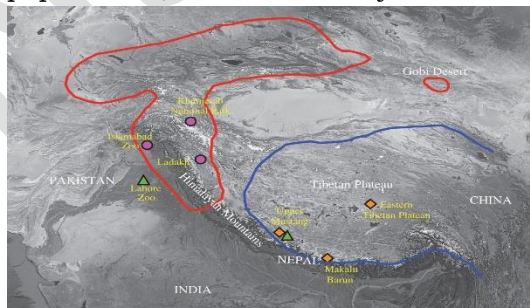 Gobi Desert
Khunjerab
National Park
Islamabad
Zoo
Ladakh
PAKISTAN
Lahore
Zoo
Himalayan Mountains
Tibetan Plateau
CHINA
Upper
Mustang
Eastern
Tibetan Plateau
NEPAL
Makalu
Barun
INDIA